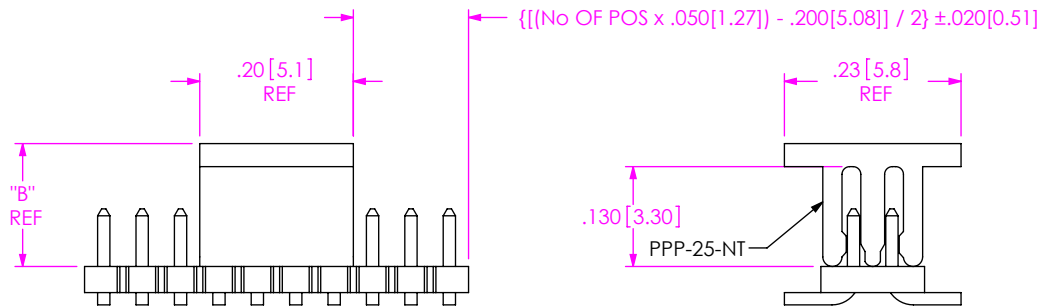 {[(No OF POS x .050[1.27]) - .200[5.08]] / 2} ±.020[0.51]
.20[5.1]
REF
.23[5.8]
REF
"B"
REF
.130[3.30]
PPP-25-NT